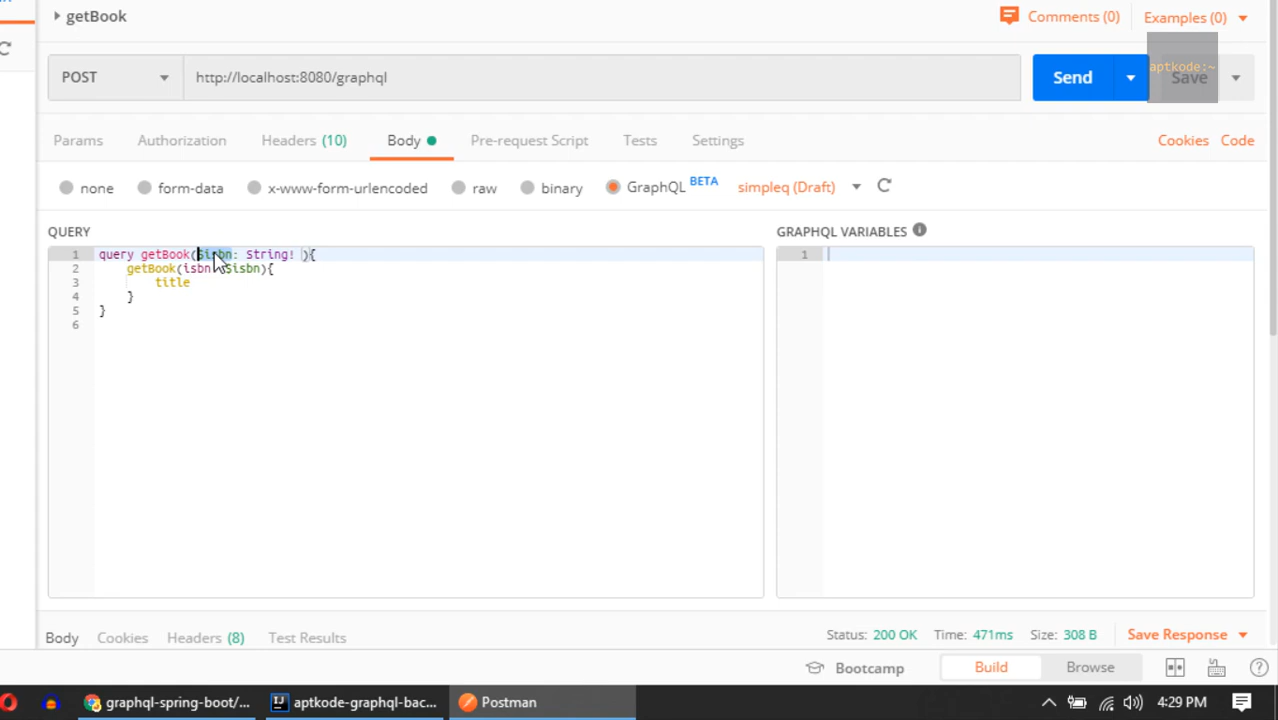 getBook
Comments (0)
Examples (0)
POST
http://localhost:8080/graphql
Send
Save
aptkode:~
Params
Authorization
Headers (10)
Body
Pre-request Script
Tests
Settings
Cookies
Code
none
form-data
x-www-form-urlencoded
raw
binary
GraphQL BETA
simpleq (Draft)
QUERY
1 query getBook($isbn: String! ){
2 getBook(isbn: $isbn){
3 title
4 }
5 }
6
GRAPHQL VARIABLES
1
Body
Cookies
Headers (8)
Test Results
Status: 200 OK
Time: 471ms
Size: 308 B
Save Response
Bootcamp
Build
Browse
graphql-spring-boot/...
aptkode-graphql-bac...
Postman
4:29 PM